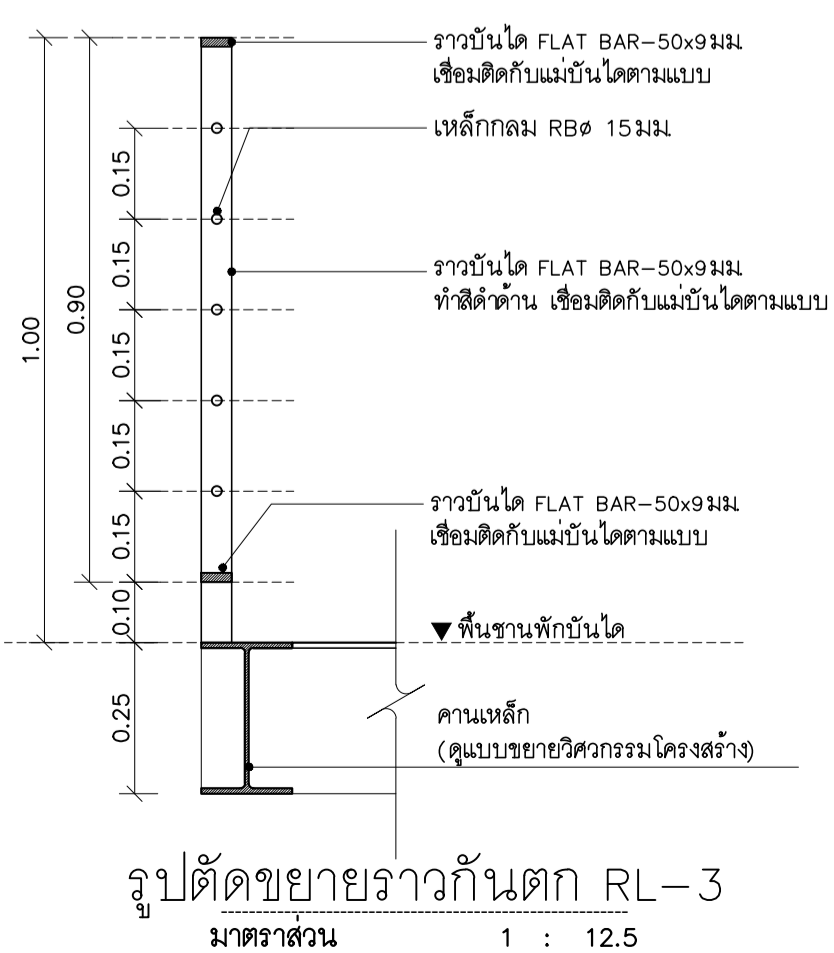 ราวบันได FLAT BAR-50x9มม.
เชื่อมติดกับแม่บันไดตามแบบ
เหล็กกลม RBø 15มม.
0.15
0.15
ราวบันได FLAT BAR-50x9มม.
ทำสีดำด้าน เชื่อมติดกับแม่บันไดตามแบบ
0.90
1.00
0.15
0.15
ราวบันได FLAT BAR-50x9มม.
เชื่อมติดกับแม่บันไดตามแบบ
0.15
0.10
▼ พื้นชานพักบันได
0.25
คานเหล็ก
(ดูแบบขยายวิศวกรรมโครงสร้าง)
รูปตัดขยายราวกันตก RL-3
มาตราส่วน 1 : 12.5